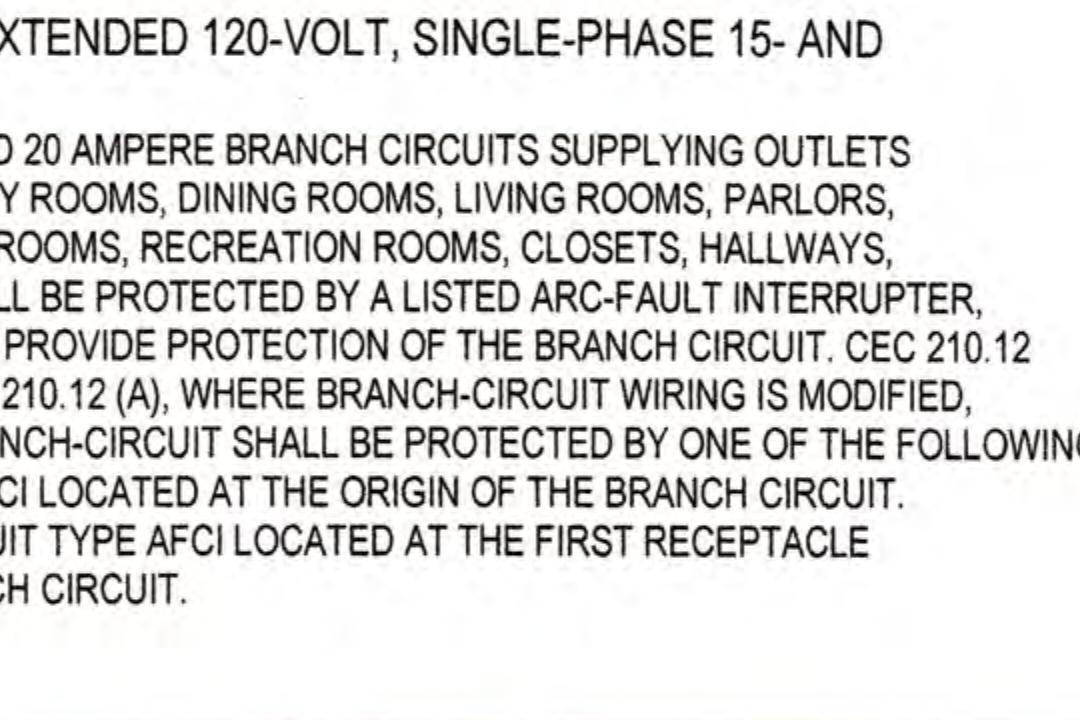 XTENDED 120-VOLT, SINGLE-PHASE 15- AND
20 AMPERE BRANCH CIRCUITS SUPPLYING OUTLETS
Y ROOMS, DINING ROOMS, LIVING ROOMS, PARLORS,
ROOMS, RECREATION ROOMS, CLOSETS, HALLWAYS,
LL BE PROTECTED BY A LISTED ARC-FAULT INTERRUPTER,
PROVIDE PROTECTION OF THE BRANCH CIRCUIT. CEC 210.12
210.12 (A), WHERE BRANCH-CIRCUIT WIRING IS MODIFIED,
NCH-CIRCUIT SHALL BE PROTECTED BY ONE OF THE FOLLOWING
CI LOCATED AT THE ORIGIN OF THE BRANCH CIRCUIT.
UIT TYPE AFCI LOCATED AT THE FIRST RECEPTACLE
CH CIRCUIT.